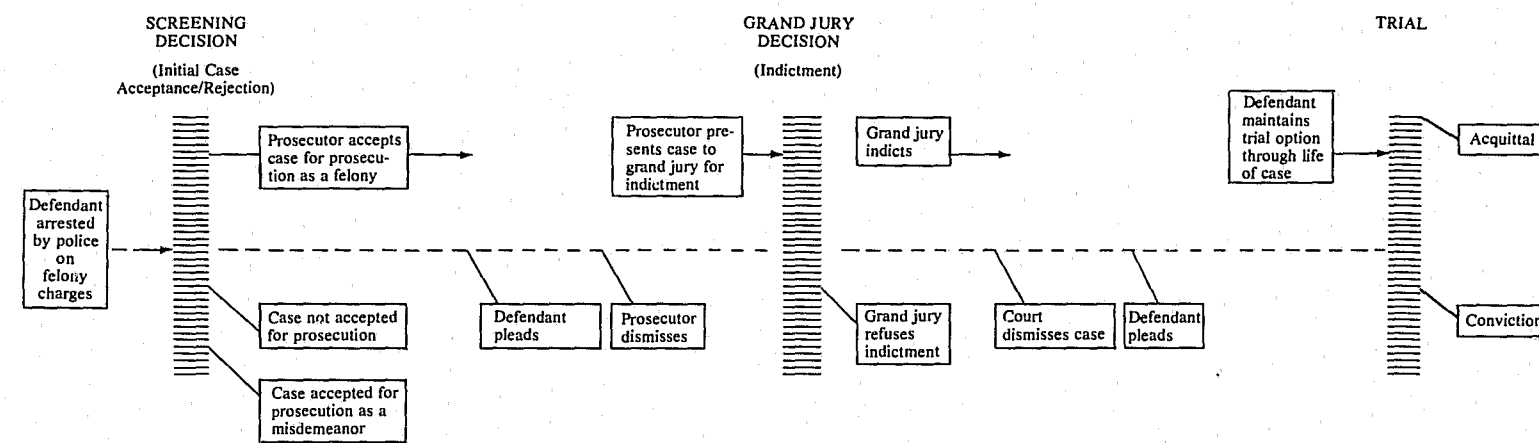 SCREENING
DECISION
(Initial Case
Acceptance/Rejection)
GRAND JURY
DECISION
(Indictment)
TRIAL
Defendant
arrested
by police
on
felony
charges
Prosecutor accepts
case for prosecu-
tion as a felony
Case not accepted
for prosecution
Case accepted for
prosecution as a
misdemeanor
Defendant
pleads
Prosecutor
dismisses
Prosecutor pre-
sents case to
grand jury for
indictment
Grand jury
indicts
Grand jury
refuses
indictment
Court
dismisses case
Defendant
pleads
Defendant
maintains
trial option
through life
of case
Acquittal
Conviction